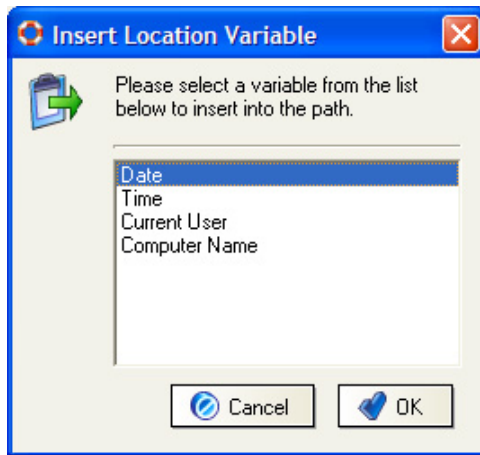 Insert Location Variable
Please select a variable from the list
below to insert into the path.
Date
Time
Current User
Computer Name
Cancel
OK